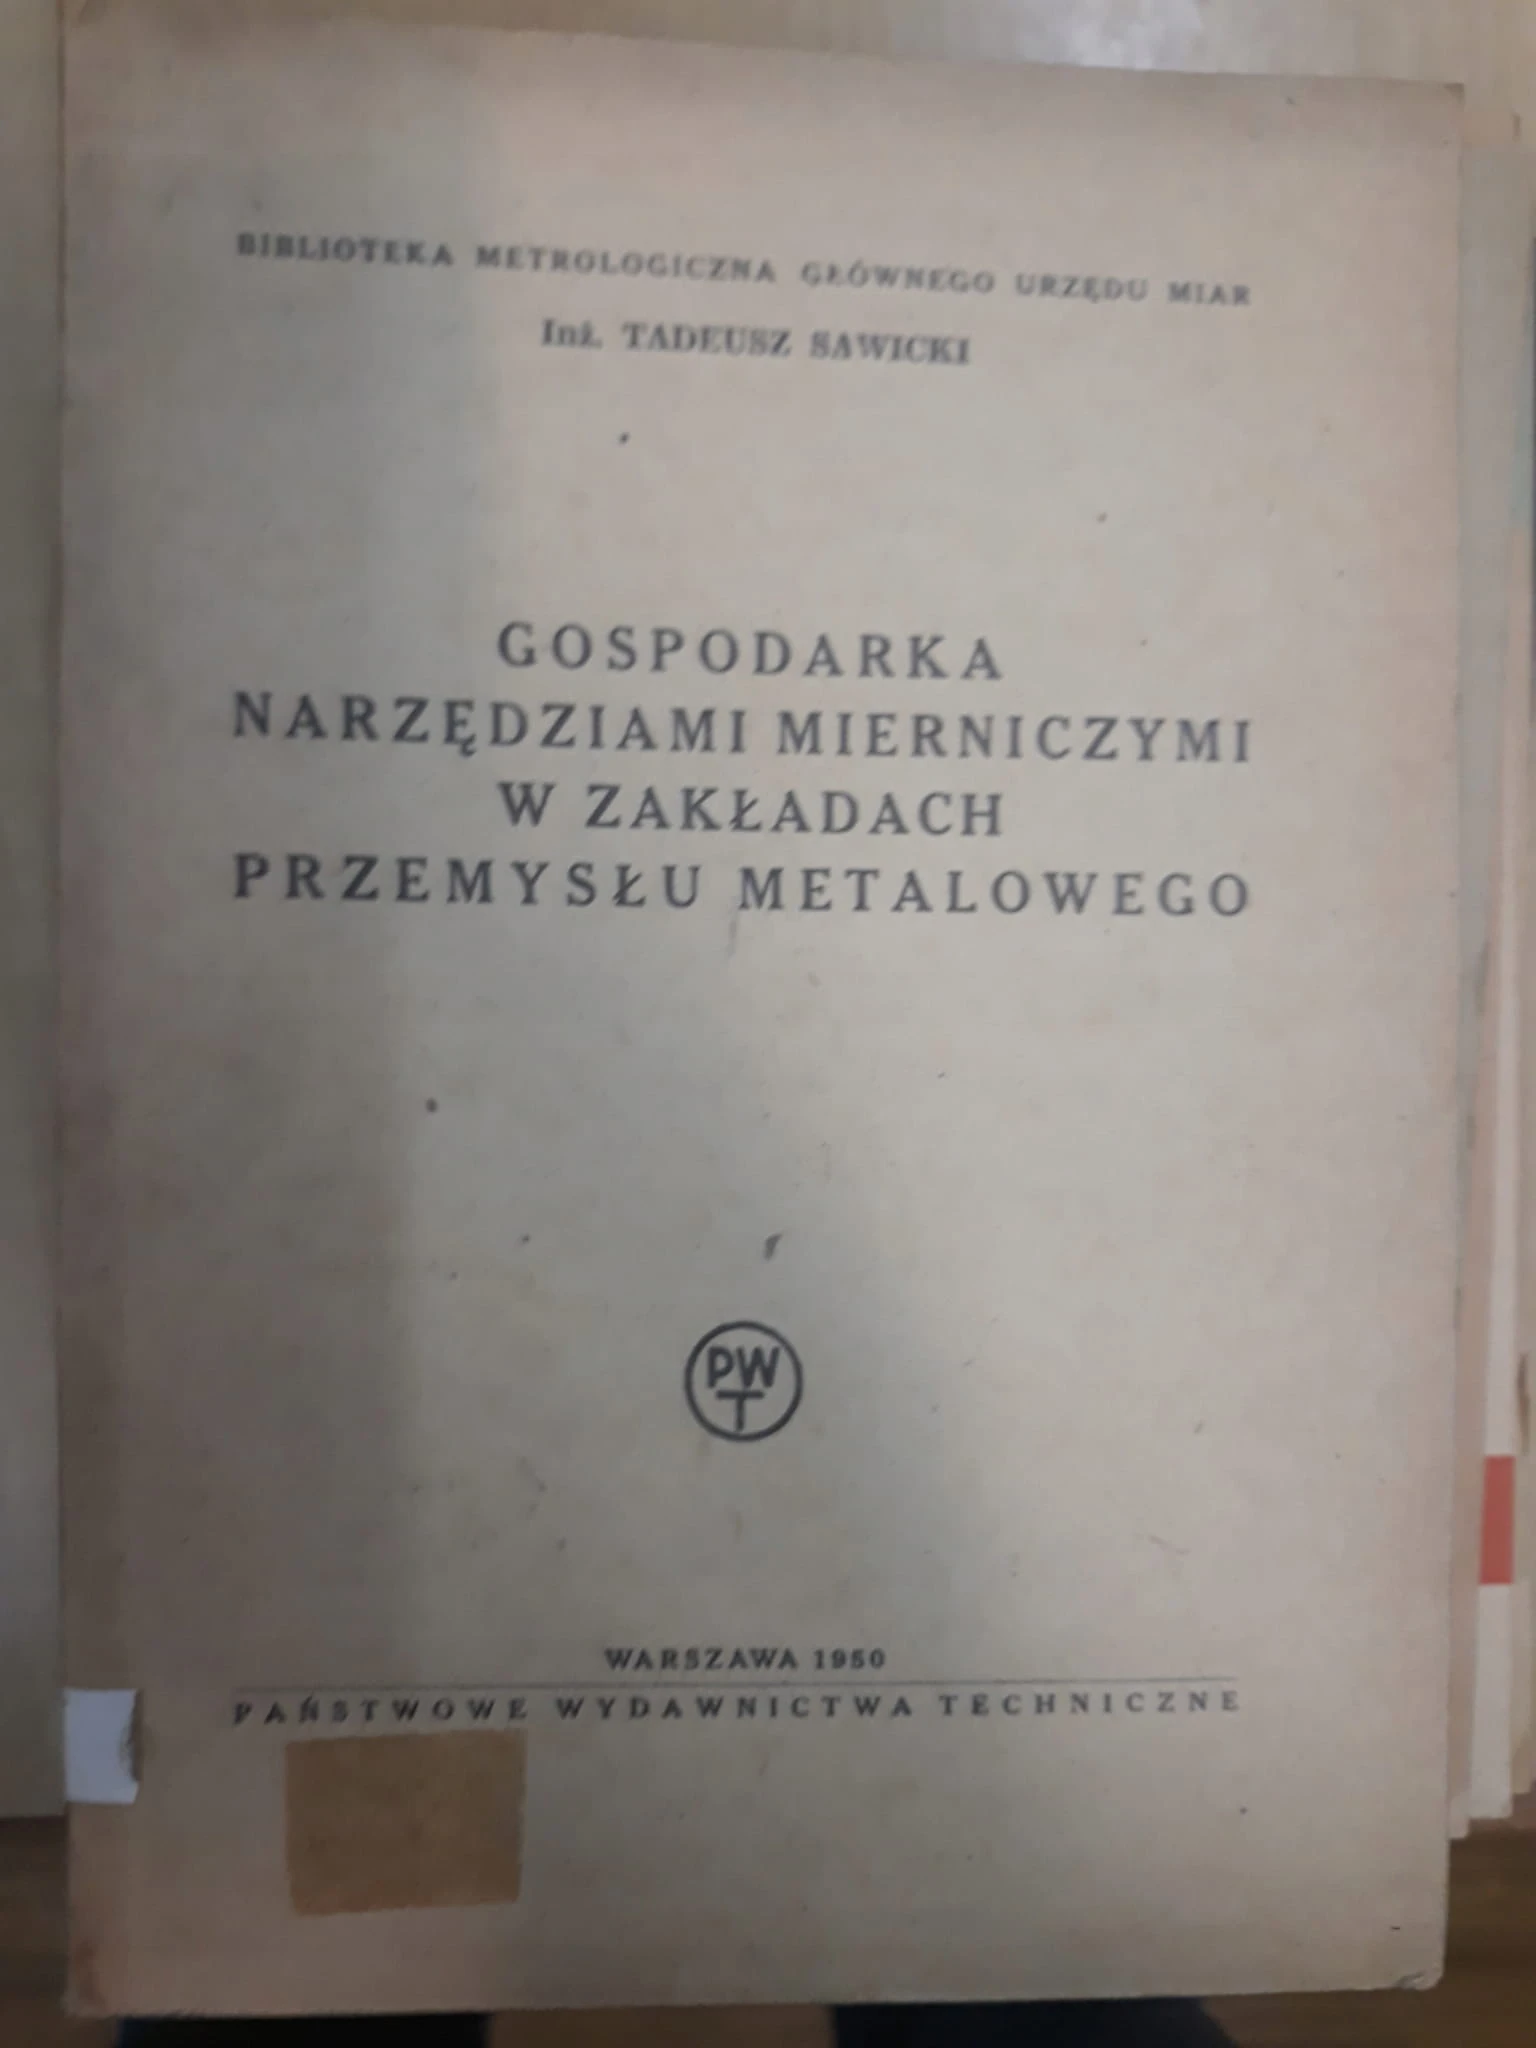 BIBLIOTEKA METROLOGICZNA GŁÓWNEGO URZĘDU MIAR
Inż. TADEUSZ SAWICKI
GOSPODARKA
NARZĘDZIAMI MIERNICZYMI
W ZAKŁADACH
PRZEMYSŁU METALOWEGO
PW
T
WARSZAWA 1950
PAŃSTWOWE WYDAWNICTWA TECHNICZNE